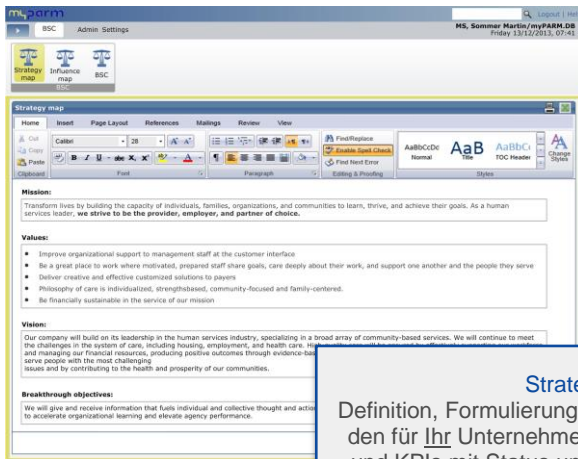 myparm
Logout | Hel
BSC Admin Settings
MS, Sommer Martin/myPARM.DB
Friday 13/12/2013, 07:41
Strategy map
Influence map
BSC
BSC
Strategy map
Home Insert Page Layout References Mailings Review View
Cut
Copy
Paste
Calibri 28
Find/Replace
Enable Spell Check
Find Next Error
AaBbCcDc AaB AaBbC
Normal Title TOC Header
Change Styles
Clipboard Font Paragraph Editing & Proofing Styles
Mission:
Transform lives by building the capacity of individuals, families, organizations, and communities to learn, thrive, and achieve their goals. As a human
services leader, we strive to be the provider, employer, and partner of choice.
Values:
• Improve organizational support to management staff at the customer interface
• Be a great place to work where motivated, prepared staff share goals, care deeply about their work, and support one another and the people they serve
• Deliver creative and effective customized solutions to payers
• Philosophy of care is individualized, strengthsbased, community-focused and family-centered.
• Be financially sustainable in the service of our mission
Vision:
Our company will build on its leadership in the human services industry, specializing in a broad array of community-based services. We will continue to meet
the challenges in the system of care, including housing, employment, and health care.
and managing our financial resources, producing positive outcomes through evidence-bas
serve people with the most challenging
issues and by contributing to the health and prosperity of our communities.
Breakthrough objectives:
We will give and receive information that fuels individual and collective thought and action
to accelerate organizational learning and elevate agency performance.
Strate
Definition, Formulierung
den für Ihr Unternehme
und KPIs mit Status un